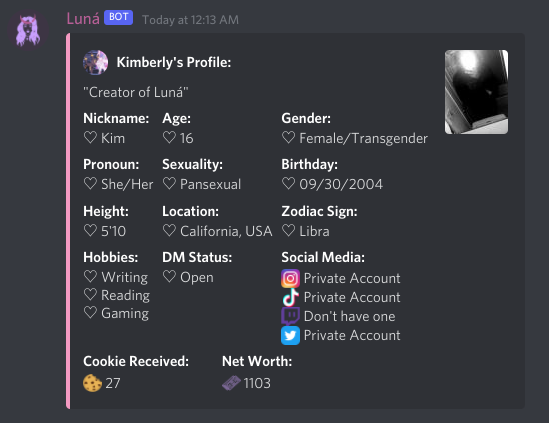 Luná BOT Today at 12:13 AM
Kimberly's Profile:
"Creator of Luná"
Nickname: Age: Gender:
♡ Kim ♡ 16 ♡ Female/Transgender
Pronoun: Sexuality: Birthday:
♡ She/Her ♡ Pansexual ♡ 09/30/2004
Height: Location: Zodiac Sign:
♡ 5'10 ♡ California, USA ♡ Libra
Hobbies: DM Status: Social Media:
♡ Writing ♡ Open Private Account
♡ Reading Private Account
♡ Gaming Don't have one
Private Account
Cookie Received: Net Worth:
27 1103